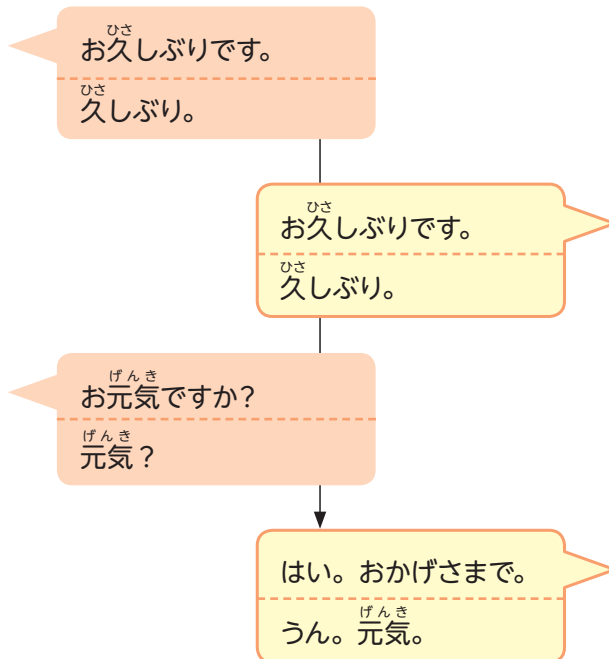 お久しぶりです。
久しぶり。
お久しぶりです。
久しぶり。
お元気ですか?
元気?
はい。おかげさまで。
うん。元気。